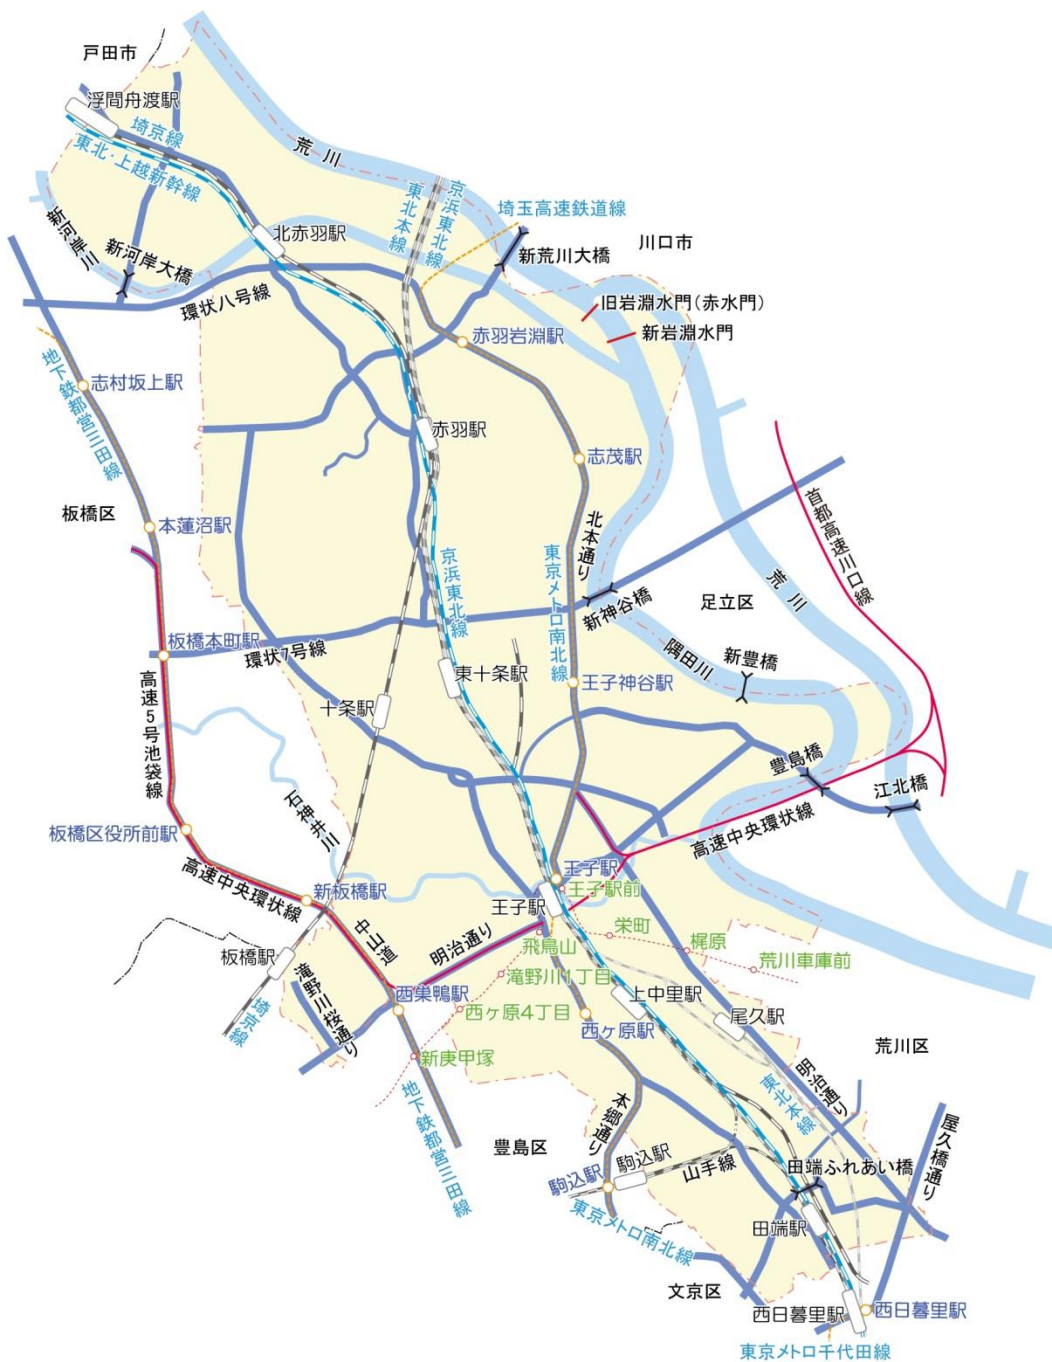 戸田市
浮間舟渡駅
埼京線
東北・上越新幹線
荒川
京浜東北線
東北本線
埼玉高速鉄道線
新河岸川
新河岸大橋
北赤羽駅
新荒川大橋
川口市
環状八号線
旧岩淵水門(赤水門)
新岩淵水門
赤羽岩淵駅
地下鉄都営三田線
志村坂上駅
赤羽駅
志茂駅
首都高速川口線
板橋区
本蓮沼駅
北本通り
京浜東北線
東京メトロ南北線
荒川
足立区
新神谷橋
板橋本町駅
環状7号線
隅田川
新豊橋
東十条駅
王子神谷駅
高速5号池袋線
十条駅
豊島橋
江北橋
石神井川
高速中央環状線
板橋区役所前駅
高速中央環状線
新板橋駅
王子駅
王子駅前
王子駅
中山道
明治通り
飛鳥山
栄町
梶原
荒川車庫前
板橋駅
滝野川桜通り
滝野川1丁目
西巣鴨駅
西ヶ原4丁目
上中里駅
西ヶ原駅
尾久駅
埼京線
新庚甲塚
荒川区
地下鉄都営三田線
明治通り
東北本線
本郷通り
豊島区
屋久橋通り
駒込駅
駒込駅
山手線
田端ふれあい橋
東京メトロ南北線
田端駅
文京区
西日暮里駅
西日暮里駅
東京メトロ千代田線